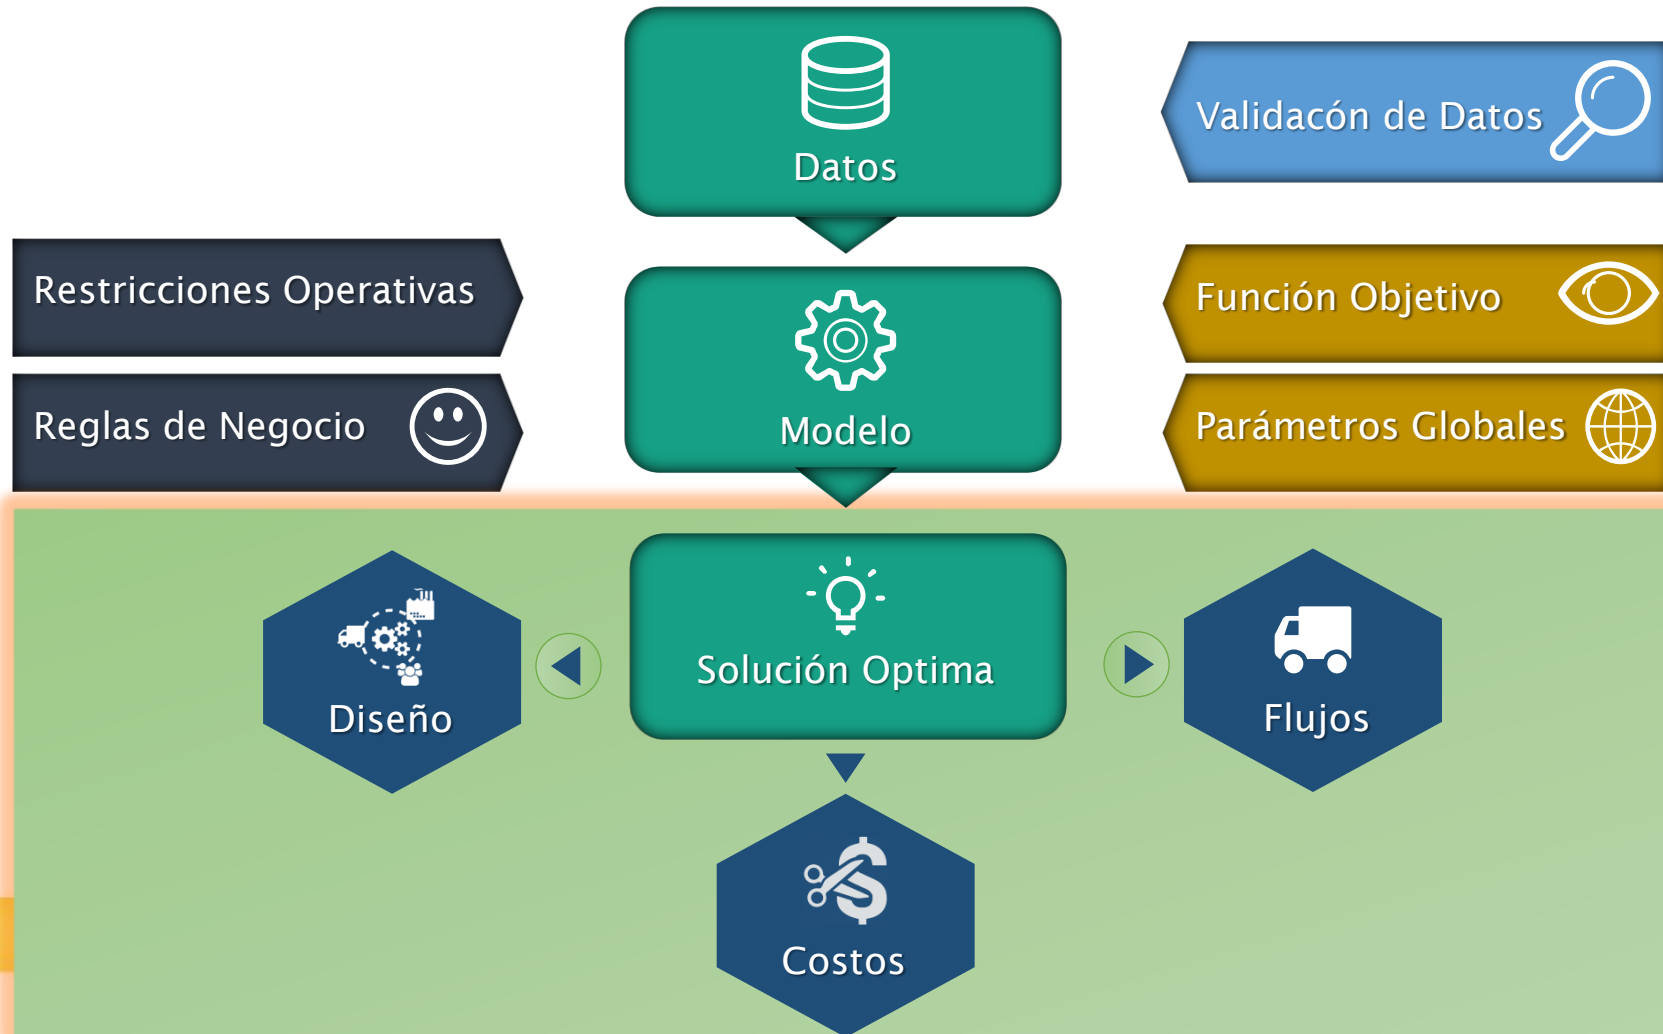 Datos
Validacón de Datos
Restricciones Operativas
Función Objetivo
Modelo
Reglas de Negocio
Parámetros Globales
Solución Optima
Diseño
Flujos
Costos